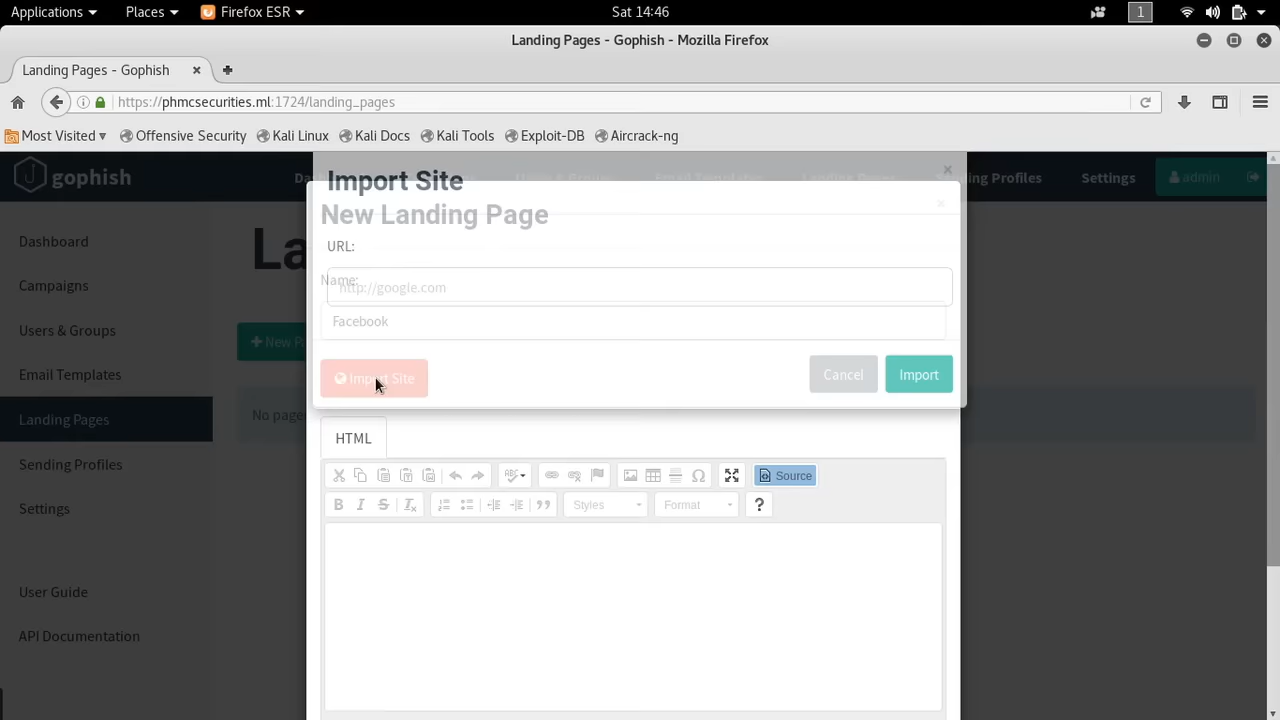 Applications Places Firefox ESR Sat 14:46 1
Landing Pages - Gophish - Mozilla Firefox
Landing Pages - Gophish
https://phmcsecurities.ml:1724/landing_pages
Most Visited Offensive Security Kali Linux Kali Docs Kali Tools Exploit-DB Aircrack-ng
gophish Settings admin
Import Site
New Landing Page
Dashboard
URL:
Name:
http://google.com
Campaigns
Facebook
Users & Groups
New
Import Site Cancel Import
Email Templates
No pages
Landing Pages
HTML
Sending Profiles
Source
Settings
Styles Format ?
User Guide
API Documentation